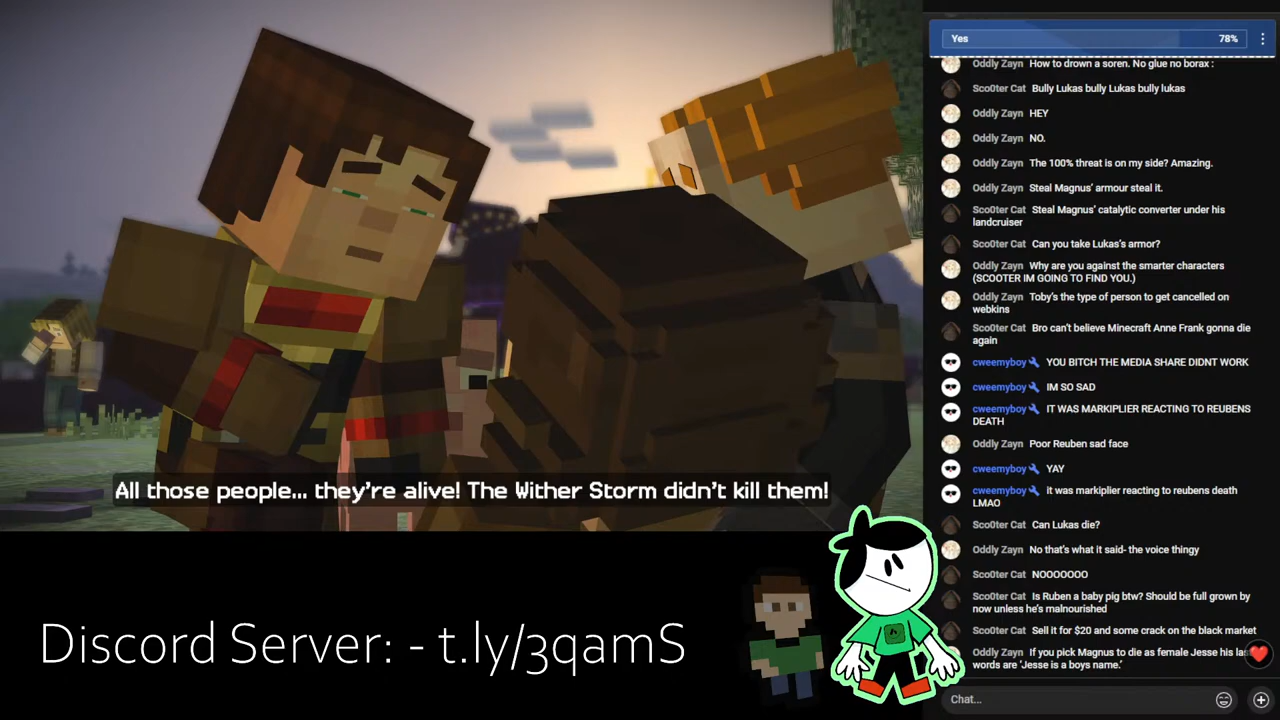 Yes 78%
Oddly Zayn How to drown a soren. No glue no borax :
Sco0ter Cat Bully Lukas bully Lukas bully lukas
Oddly Zayn HEY
Oddly Zayn NO.
Oddly Zayn The 100% threat is on my side? Amazing.
Oddly Zayn Steal Magnus' armour steal it.
Sco0ter Cat Steal Magnus' catalytic converter under his
landcruiser
Sco0ter Cat Can you take Lukas's armor?
Oddly Zayn Why are you against the smarter characters
(SCOOTER IM GOING TO FIND YOU.)
Oddly Zayn Toby's the type of person to get cancelled on
webkins
Sco0ter Cat Bro can't believe Minecraft Anne Frank gonna die
again
cweemyboy YOU BITCH THE MEDIA SHARE DIDNT WORK
cweemyboy IM SO SAD
cweemyboy IT WAS MARKIPLIER REACTING TO REUBENS
DEATH
Oddly Zayn Poor Reuben sad face
cweemyboy YAY
cweemyboy it was markiplier reacting to reubens death
LMAO
Sco0ter Cat Can Lukas die?
Oddly Zayn No that's what it said- the voice thingy
Sco0ter Cat NOOOOOOO
Sco0ter Cat Is Ruben a baby pig btw? Should be full grown by
now unless he's malnourished
Sco0ter Cat Sell it for $20 and some crack on the black market
Oddly Zayn If you pick Magnus to die as female Jesse his
words are 'Jesse is a boys name.'
Chat...
All those people... they're alive! The Wither Storm didn't kill them!
Discord Server: - t.ly/3qamS